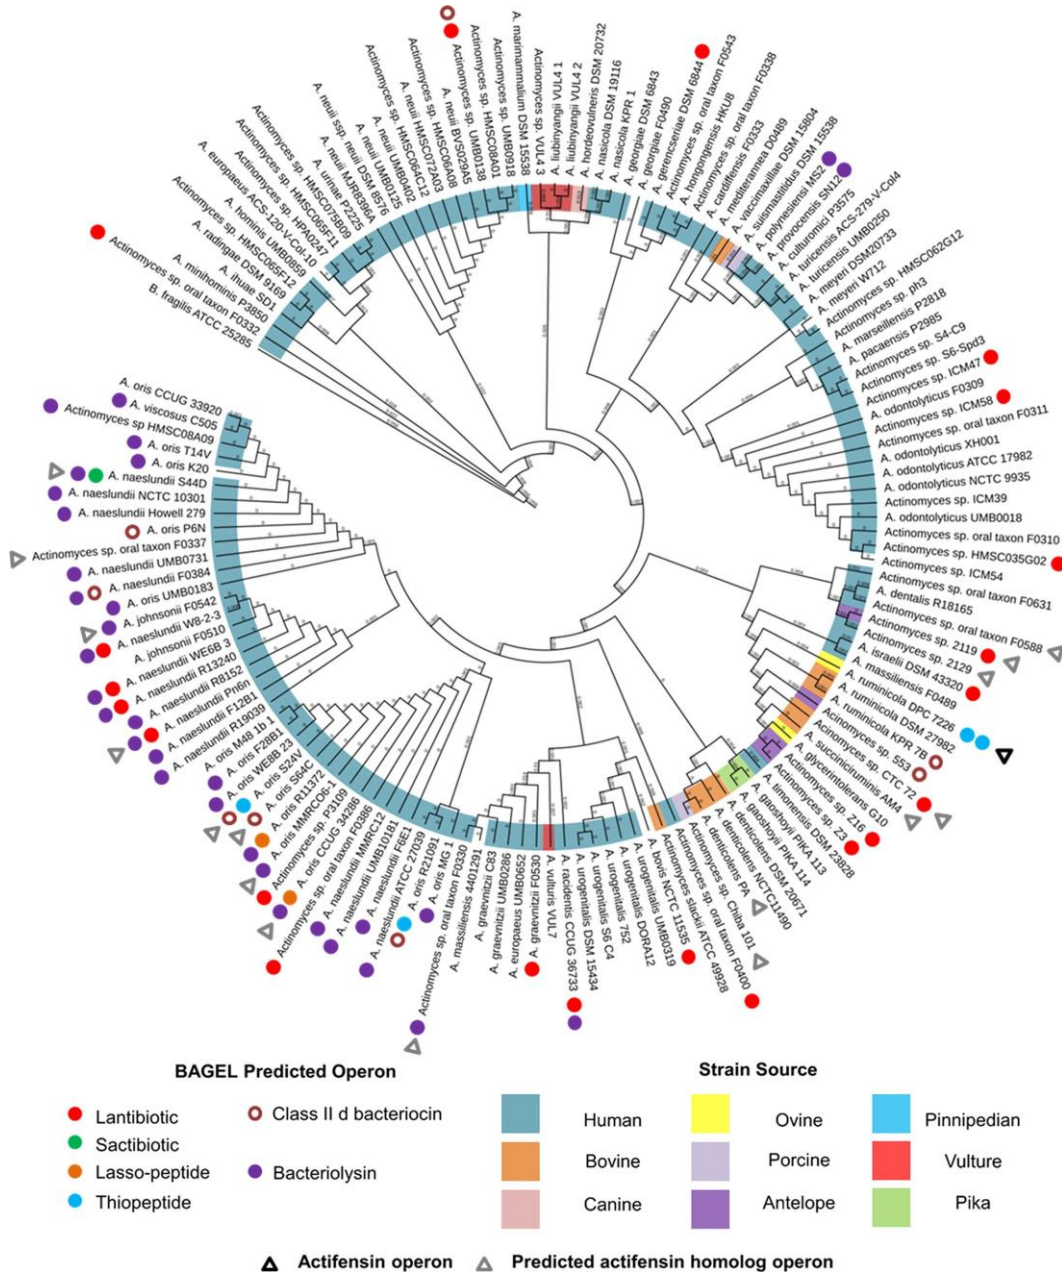 B. fragilis ATCC 25285
Actinomyces sp. oral taxon F0332
A. minihominis P3850
A. ihuae SD1
A. radingae DSM 9169
Actinomyces sp. HMSC065F12
A. hominis UMB0859
A. europaeus ACS-120-V-Col-10
Actinomyces sp. HPA0247
Actinomyces sp. HMSC065F11
Actinomyces sp. HMSC075B09
A. urinae P2225
A. neuii MJR8396A
A. neuii ssp. neuii DSM 8576
A. neuii UMB0125
A. neuii UMB0402
Actinomyces sp. HMSC064C12
A. neuii HMSC072A03
Actinomyces sp. HMSC06A08
A. neuii BVS029A5
Actinomyces sp. UMB0138
Actinomyces sp. HMSC08A01
Actinomyces sp. UMB0918
A. marimammalium DSM 15538
Actinomyces sp. VUL4 3
A. liubinyangii VUL4 1
A. liubinyangii VUL4 2
A. hordeovulneris DSM 20732
A. nasicola DSM 19116
A. nasicola KPR 1
A. georgiae DSM 6843
A. georgiae F0490
A. gerencseriae DSM 6844
Actinomyces sp. oral taxon F0543
A. hongkongensis HKU8
Actinomyces sp. oral taxon F0338
A. cardiffensis F0333
A. mediterranea D0489
A. vaccimaxillae DSM 15804
A. suismastitidus DSM 15538
A. polynesiensi MS2
A. provencensis SN12
A. culturomici P3575
A. turicensis ACS-279-V-Col4
A. turicensis UMB0250
A. meyeri DSM20733
A. meyeri W712
Actinomyces sp. HMSC062G12
Actinomyces sp. ph3
A. marseillensis P2818
A. pacaensis P2985
Actinomyces sp. S4-C9
Actinomyces sp. S6-Spd3
Actinomyces sp. ICM47
A. odontolyticus F0309
Actinomyces sp. ICM58
Actinomyces sp. oral taxon F0311
A. odontolyticus XH001
A. odontolyticus ATCC 17982
A. odontolyticus NCTC 9935
Actinomyces sp. ICM39
A. odontolyticus UMB0018
Actinomyces sp. oral taxon F0310
Actinomyces sp. HMSC035G02
Actinomyces sp. ICM54
Actinomyces sp. oral taxon F0631
A. dentalis R18165
Actinomyces sp. oral taxon F0588
Actinomyces sp. 2119
Actinomyces sp. 2129
A. israelii DSM 43320
A. massiliensis F0489
A. ruminicola DPC 7226
A. ruminicola DSM 27982
A. ruminicola KPR 7B
Actinomyces sp. 553
Actinomyces sp. CTC 72
A. succiniciruminis AM4
A. glycerintolerans G10
Actinomyces sp. Z16
Actinomyces sp. Z3
A. timonensis DSM 23828
A. gaoshoyii PIKA 113
A. gaoshoyii PIKA 114
A. denticolens DSM 20671
A. denticolens NCTC11490
A. denticolens PA
Actinomyces sp. Chiba 101
Actinomyces sp. oral taxon F0400
Actinomyces slackii ATCC 49928
A. bovis NCTC 11535
A. urogenitalis UMB0319
A. urogenitalis DORA12
A. urogenitalis 752
A. urogenitalis S6 C4
A. urogenitalis DSM 15434
A. racidentis CCUG 36733
A. vulturis VUL7
A. graevnitzii F0530
A. europaeus UMB0652
A. graevnitzii UMB0286
A. graevnitzii C83
A. massiliensis 4401291
Actinomyces sp. oral taxon F0330
A. oris MG 1
A. oris R21091
A. naeslundii ATCC 27039
A. naeslundii F6E1
A. naeslundii UMB10181
A. naeslundii MMRC12
Actinomyces sp. oral taxon F0386
A. oris CCUG 34286
Actinomyces sp. P3109
A. oris MMRCO6-1
A. oris R11372
A. oris S64C
A. oris S24V
A. oris WE8B 23
A. oris F28B1
A. oris M48 1b 1
A. naeslundii R19039
A. naeslundii F12B1
A. naeslundii Pn6n
A. naeslundii R8152
A. naeslundii R13240
A. naeslundii WE6B 3
A. johnsonii F0510
A. naeslundii W8-2-3
A. johnsonii F0542
A. oris UMB0183
A. naeslundii F0384
A. naeslundii UMB0731
Actinomyces sp. oral taxon F0337
A. oris P6N
A. naeslundii Howell 279
A. naeslundii NCTC 10301
A. naeslundii S44D
A. oris K20
A. oris T14V
Actinomyces sp HMSC08A09
A. viscosus C505
A. oris CCUG 33920
BAGEL Predicted Operon
Lantibiotic
Sactibiotic
Lasso-peptide
Thiopeptide
Class II d bacteriocin
Bacteriolysin
Strain Source
Human
Ovine
Pinnipedian
Bovine
Porcine
Vulture
Canine
Antelope
Pika
Actifensin operon
Predicted actifensin homolog operon